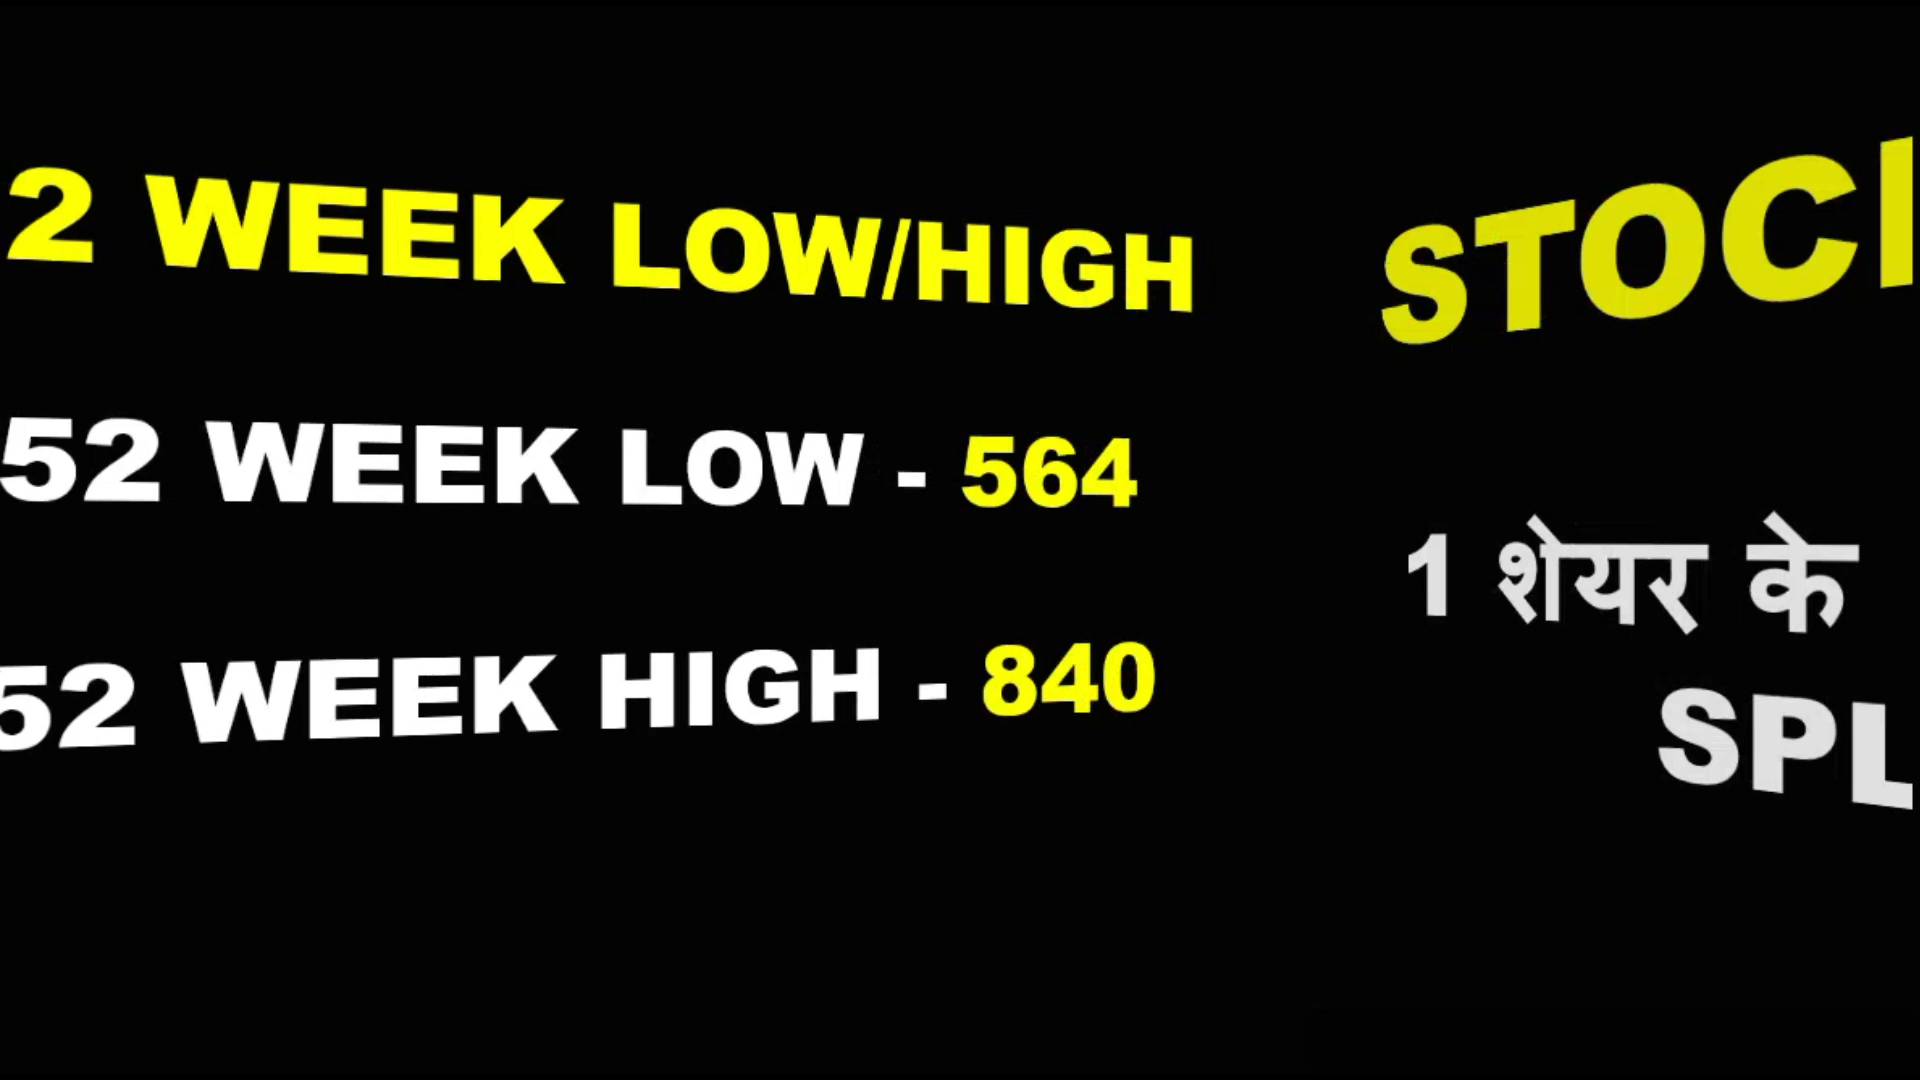 2 WEEK LOW/HIGH
52 WEEK LOW - 564
52 WEEK HIGH - 840
STOC
1 शेयर के
SPL